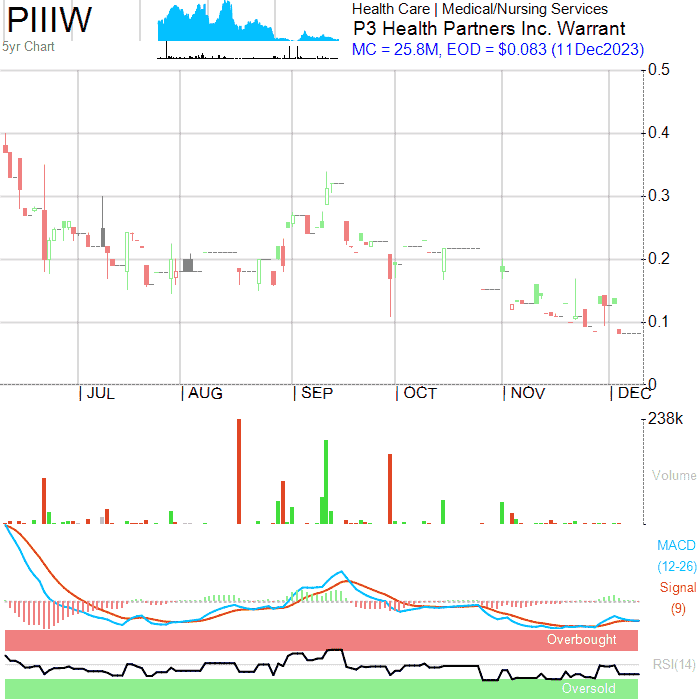 PIIIW
5yr Chart
Health Care | Medical/Nursing Services
P3 Health Partners Inc. Warrant
MC = 25.8M, EOD = $0.083 (11Dec2023)
0.5
0.4
0.3
0.2
0.1
0
JUL AUG SEP OCT NOV DEC
238k
Volume
MACD
(12-26)
Signal
(9)
Overbought
RSI(14)
Oversold